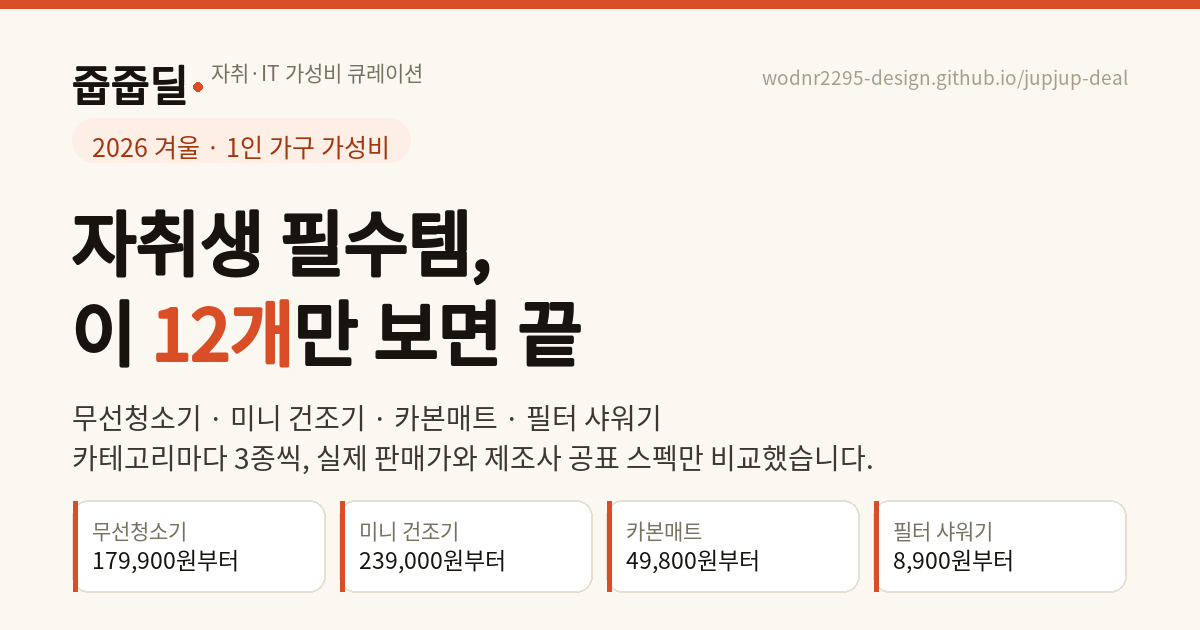 줍줍딜
자취·IT 가성비 큐레이션
wodnr2295-design.github.io/jupjup-deal
2026 겨울 · 1인 가구 가성비
자취생 필수템,
이 12개만 보면 끝
무선청소기 · 미니 건조기 · 카본매트 · 필터 샤워기
카테고리마다 3종씩, 실제 판매가와 제조사 공표 스펙만 비교했습니다.
무선청소기
179,900원부터
미니 건조기
239,000원부터
카본매트
49,800원부터
필터 샤워기
8,900원부터